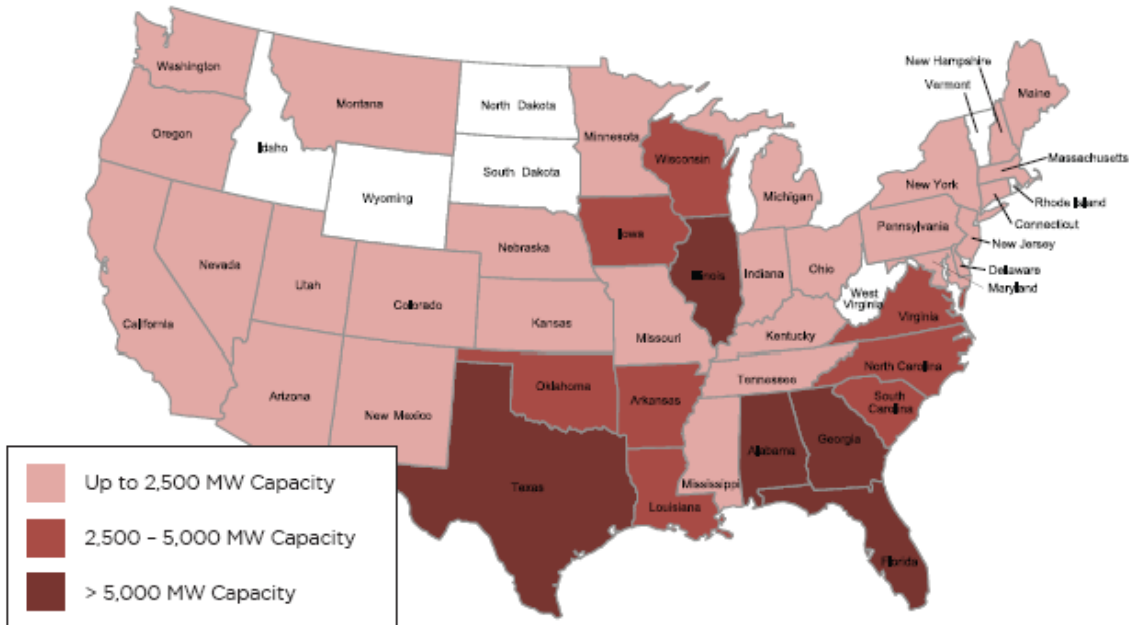 New Hampshire
Washington
Vermont
Maine
Montana
North Dakota
Minnesota
Oregon
Idaho
Wisconsin
Massachusetts
South Dakota
Michigan
New York
Wyoming
Rhode Island
Pennsylvania
Connecticut
Iowa
Nebraska
New Jersey
Nevada
Illinois
Indiana
Ohio
Delaware
Utah
Maryland
Colorado
West
Virginia
Virginia
California
Kansas
Missouri
Kentucky
North Carolina
Tennessee
Oklahoma
Arizona
Arkansas
South
Carolina
New Mexico
Georgia
Alabama
Mississippi
Texas
Louisiana
Florida
Up to 2,500 MW Capacity
2,500 – 5,000 MW Capacity
> 5,000 MW Capacity